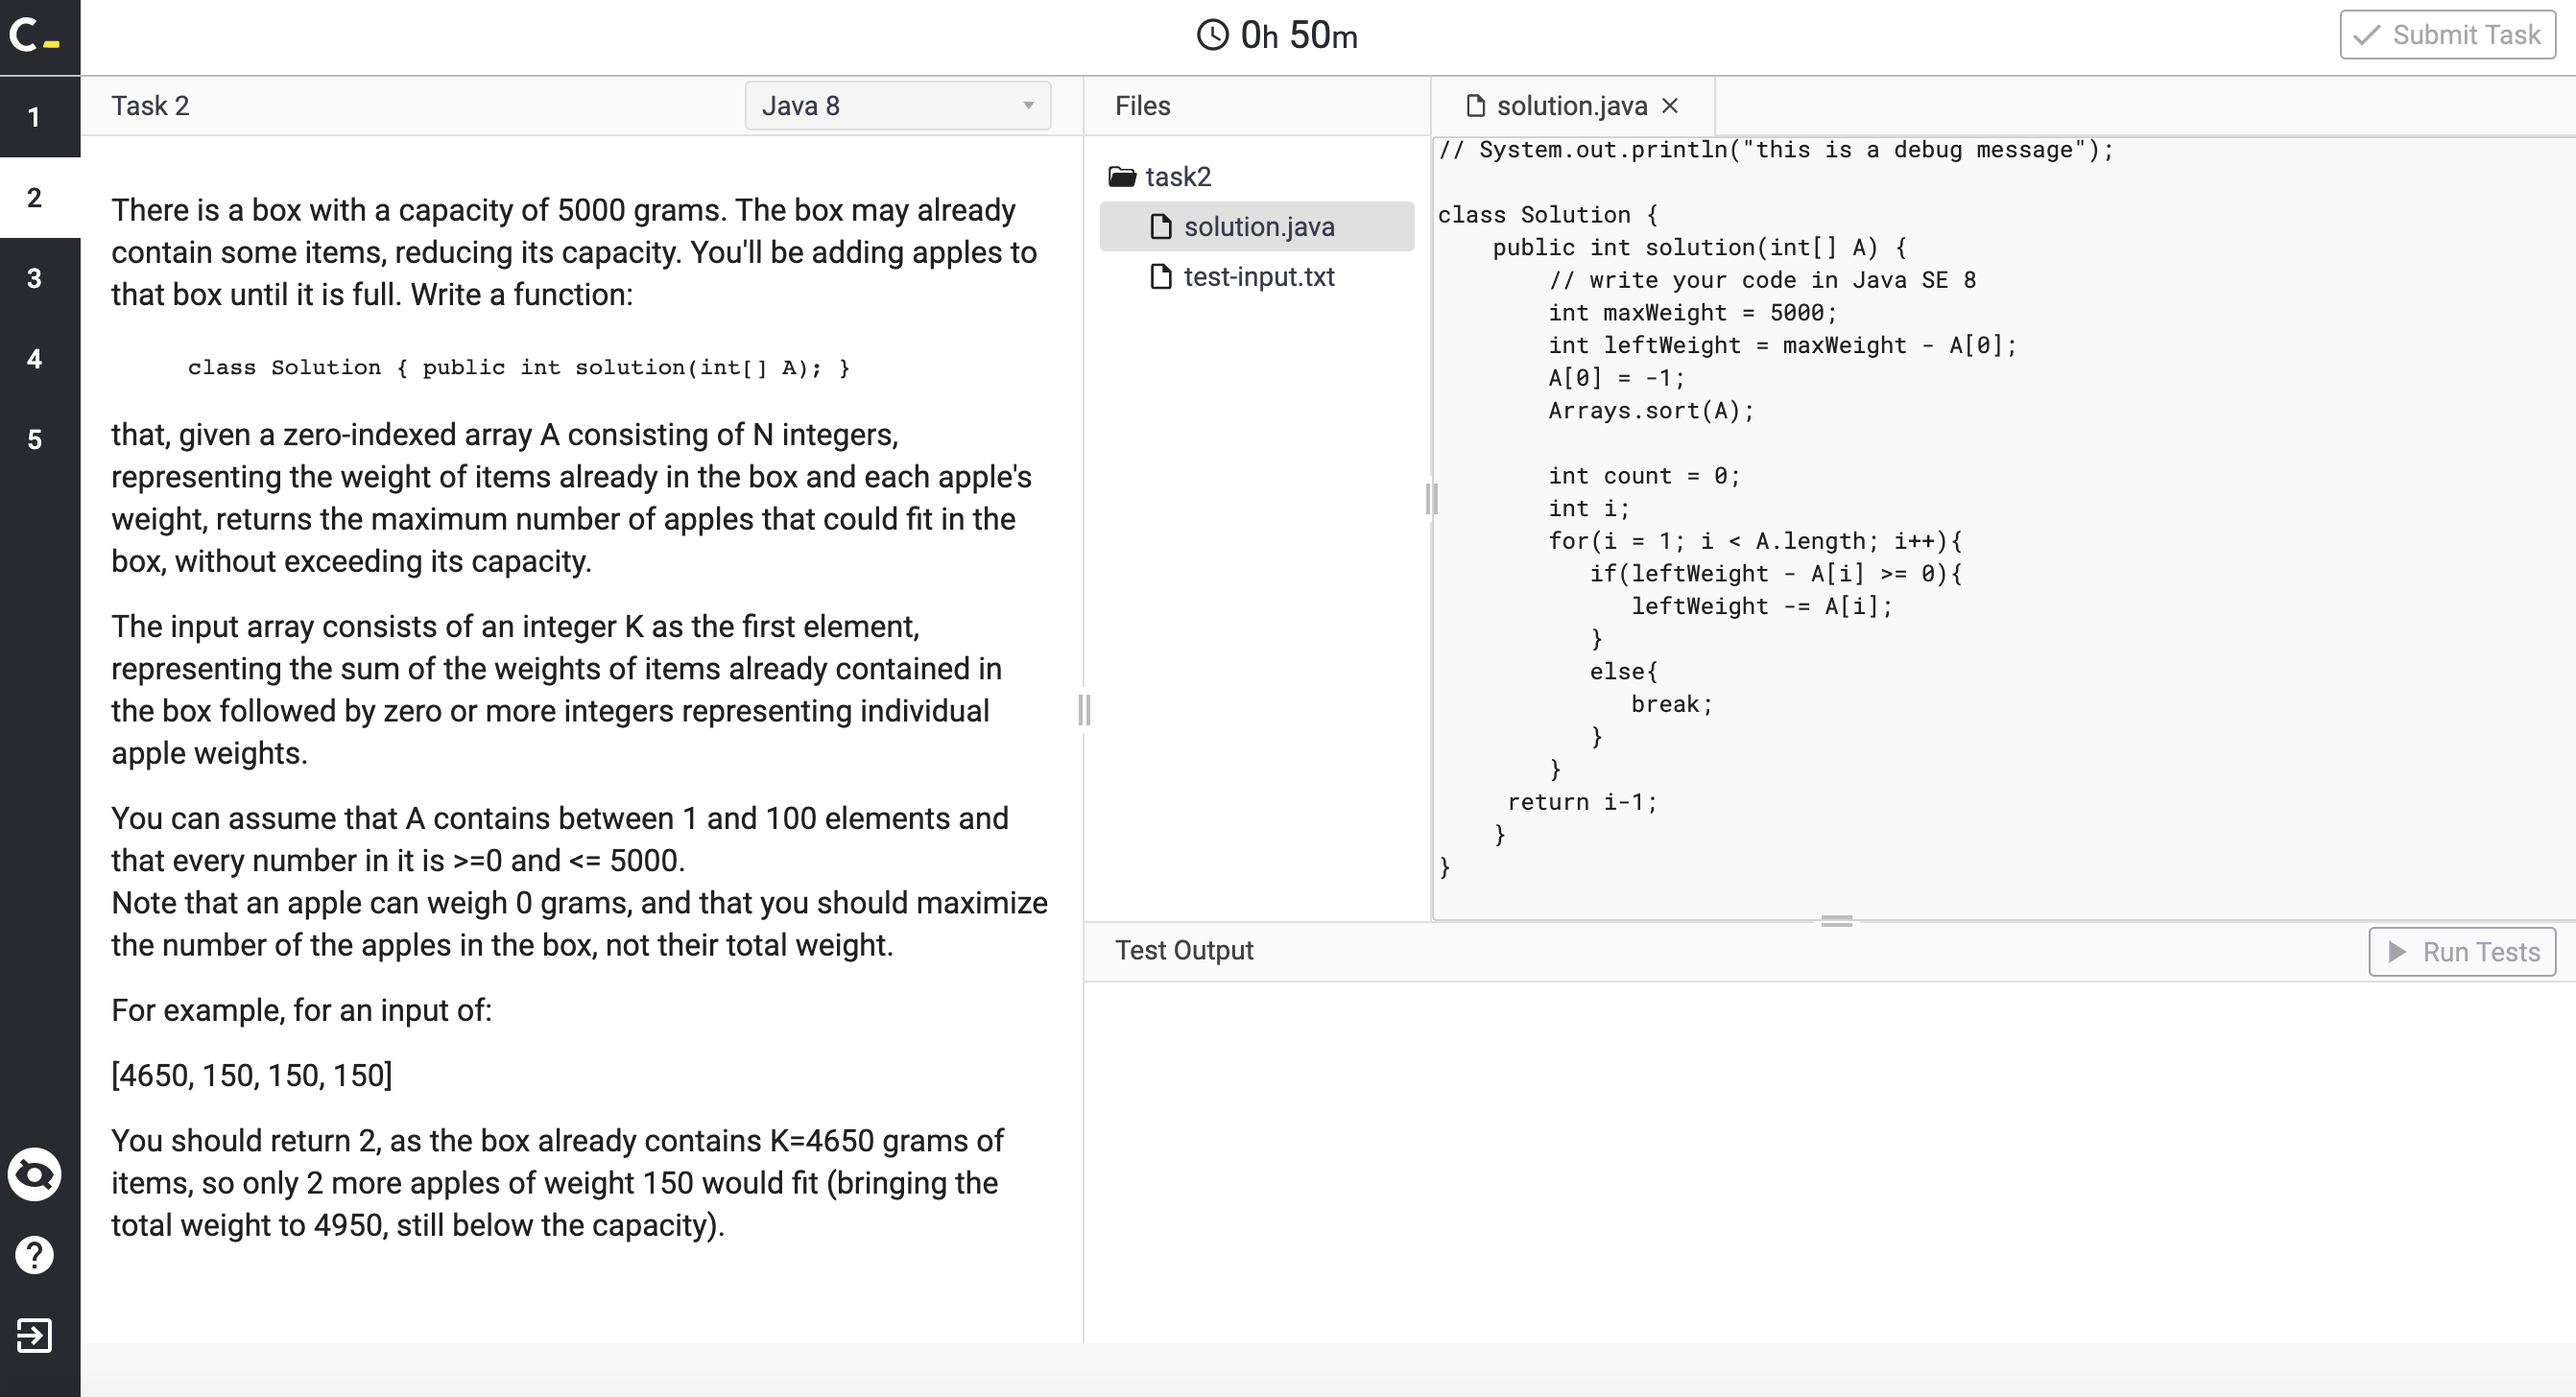 C_
0h 50m
Submit Task
1
2
3
4
5
Task 2
Java 8
There is a box with a capacity of 5000 grams. The box may already
contain some items, reducing its capacity. You'll be adding apples to
that box until it is full. Write a function:
class Solution { public int solution(int[] A); }
that, given a zero-indexed array A consisting of N integers,
representing the weight of items already in the box and each apple's
weight, returns the maximum number of apples that could fit in the
box, without exceeding its capacity.
The input array consists of an integer K as the first element,
representing the sum of the weights of items already contained in
the box followed by zero or more integers representing individual
apple weights.
You can assume that A contains between 1 and 100 elements and
that every number in it is >=0 and <= 5000.
Note that an apple can weigh 0 grams, and that you should maximize
the number of the apples in the box, not their total weight.
For example, for an input of:
[4650, 150, 150, 150]
You should return 2, as the box already contains K=4650 grams of
items, so only 2 more apples of weight 150 would fit (bringing the
total weight to 4950, still below the capacity).
?
Files
task2
solution.java
test-input.txt
solution.java ×
// System.out.println("this is a debug message");
class Solution {
public int solution(int[] A) {
// write your code in Java SE 8
int maxWeight = 5000;
int leftWeight = maxWeight - A[0];
A[0] = -1;
Arrays.sort(A);
int count = 0;
int i;
for(i = 1; i < A.length; i++){
if(leftWeight - A[i] >= 0){
leftWeight -= A[i];
}
else{
break;
}
}
return i-1;
}
}
Test Output
Run Tests